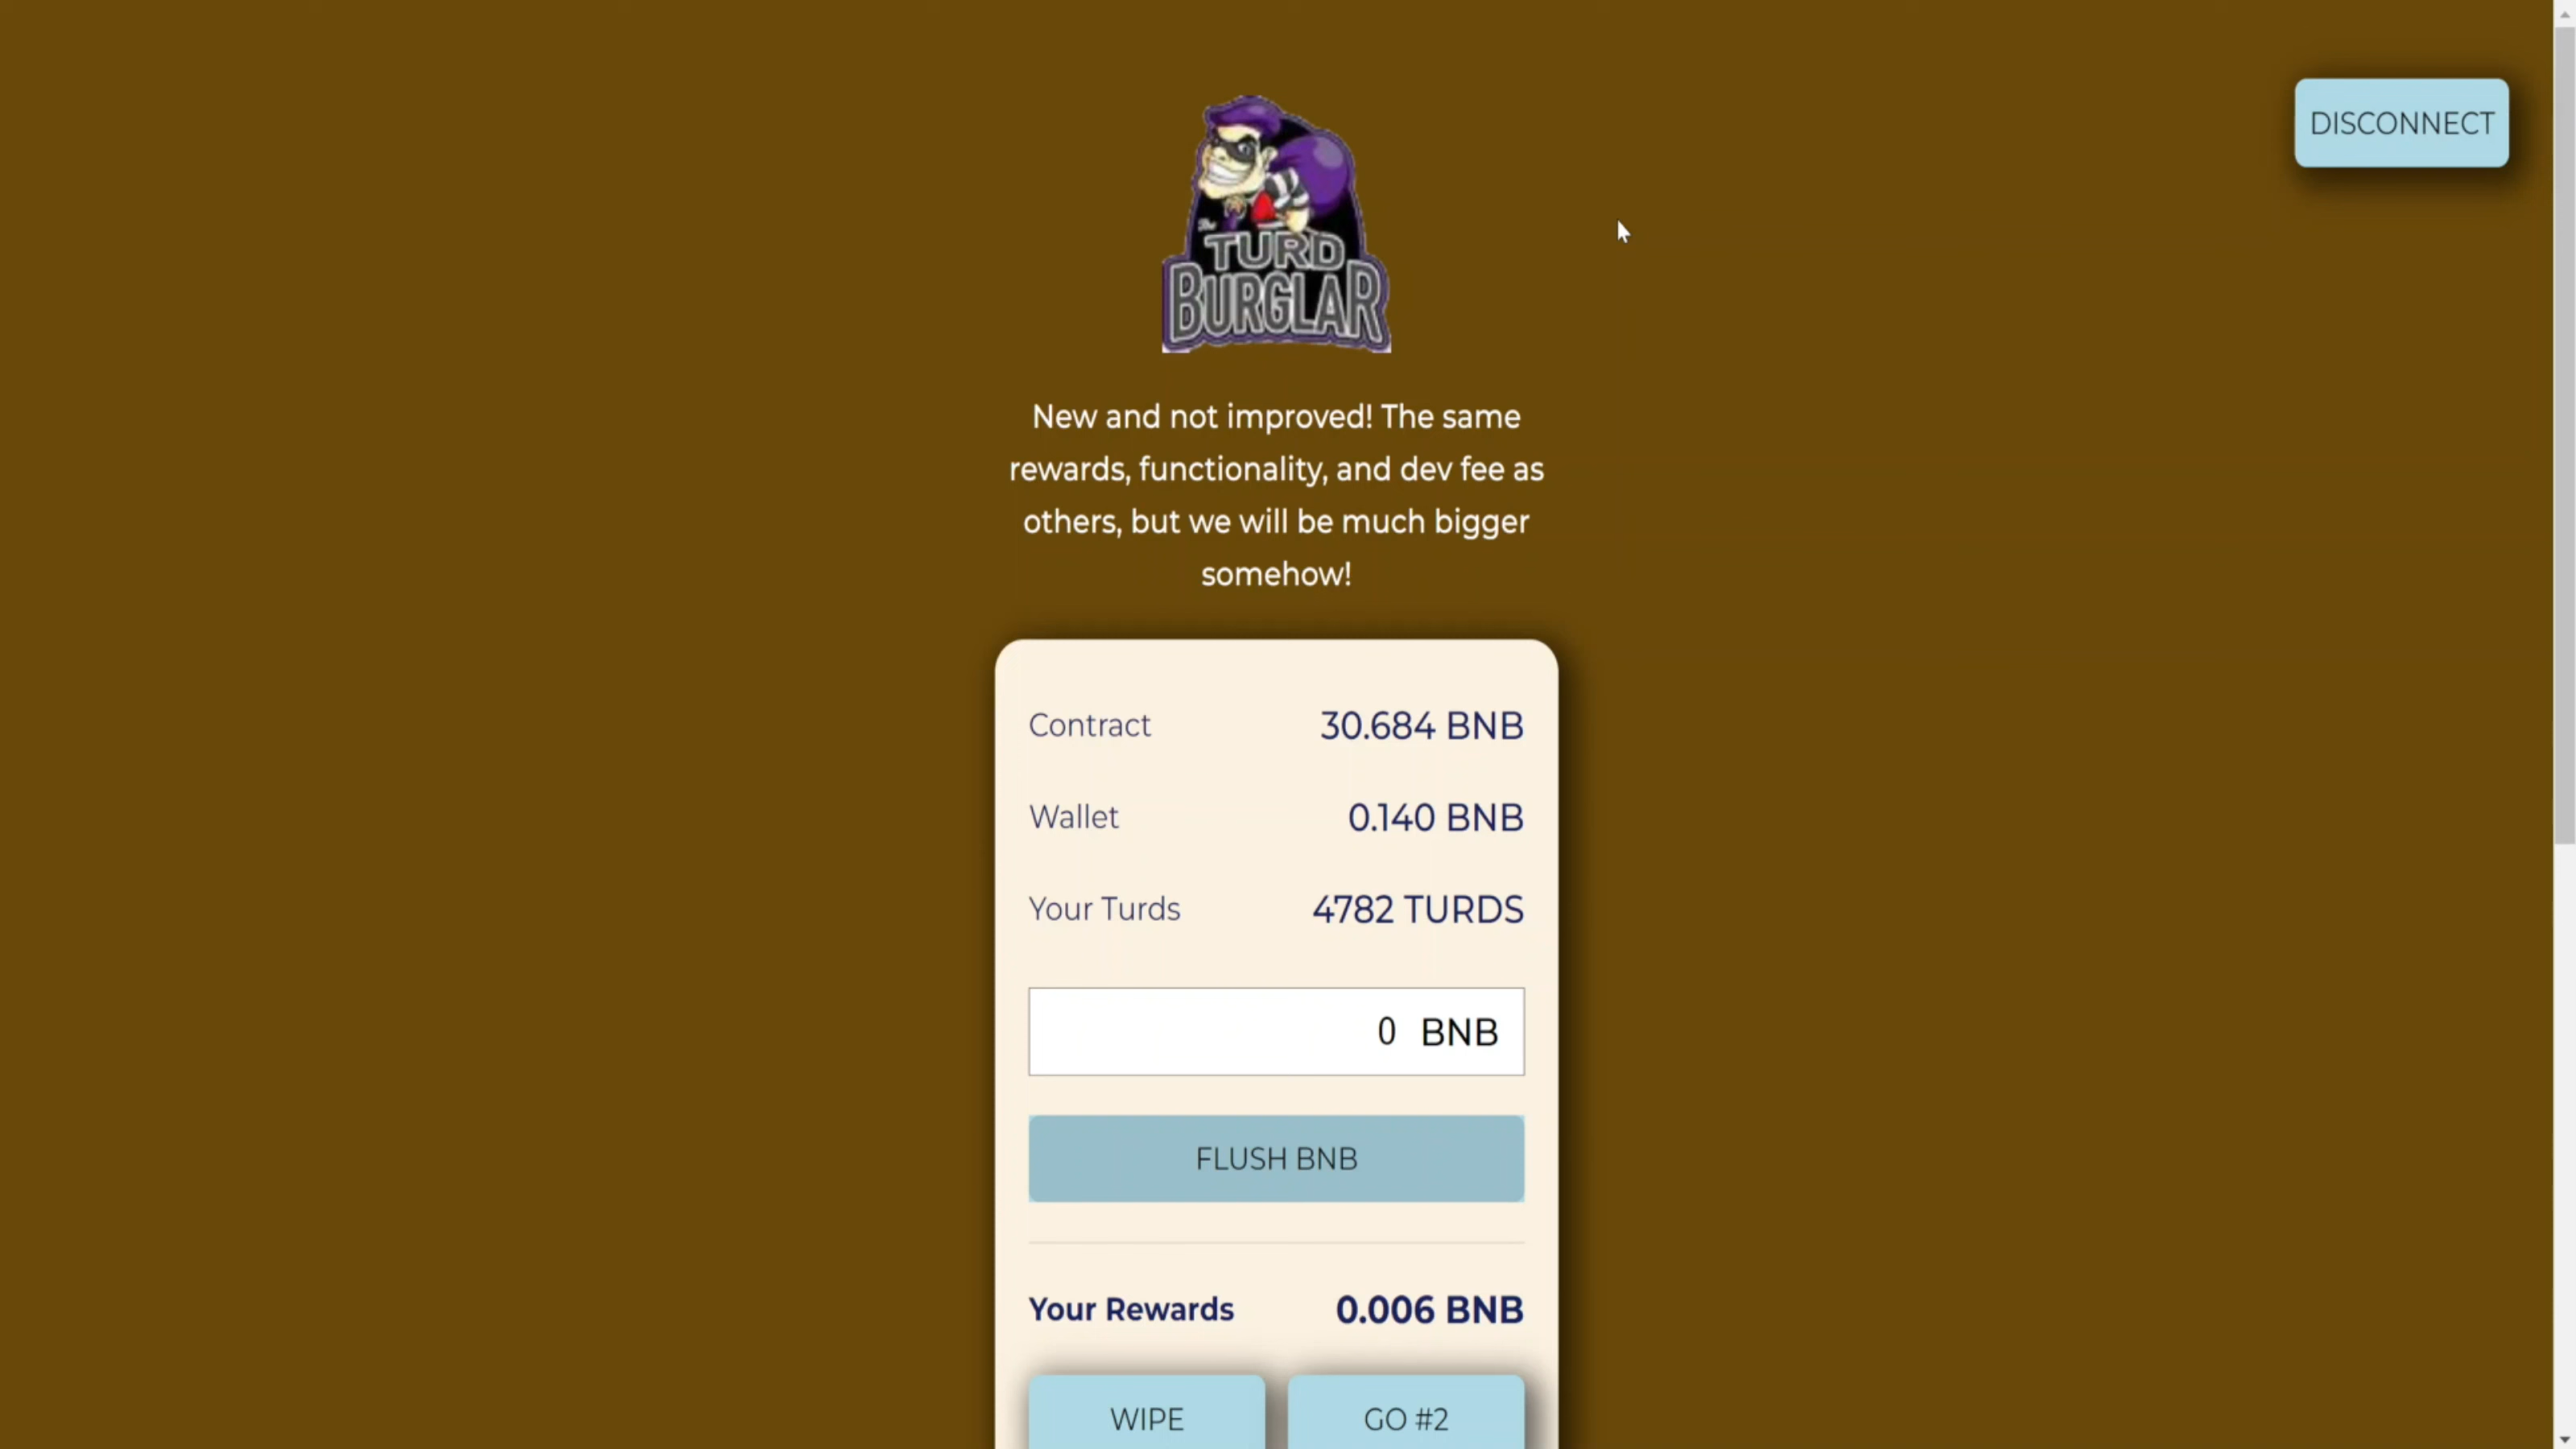 DISCONNECT
The
TURD
BURGLAR
New and not improved! The same
rewards, functionality, and dev fee as
others, but we will be much bigger
somehow!
Contract 30.684 BNB
Wallet 0.140 BNB
Your Turds 4782 TURDS
0 BNB
FLUSH BNB
Your Rewards 0.006 BNB
WIPE GO #2